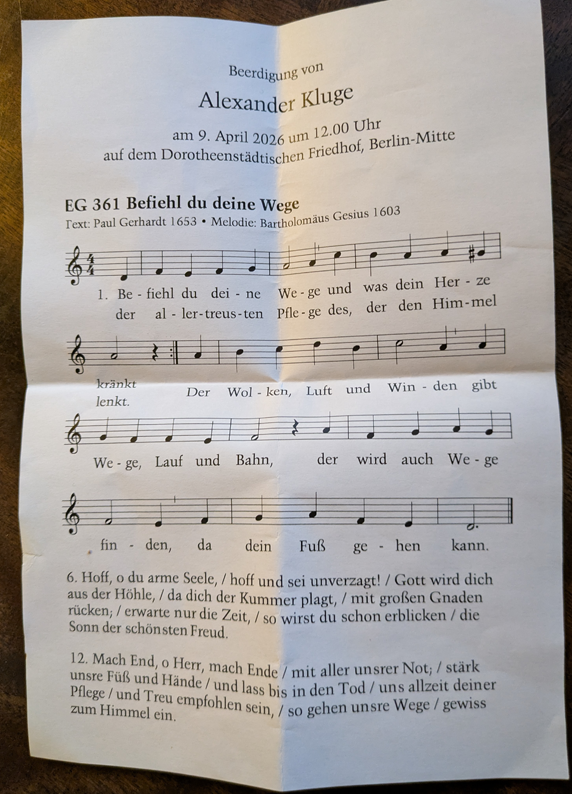 Beerdigung von
Alexander Kluge
am 9. April 2026 um 12.00 Uhr
auf dem Dorotheenstädtischen Friedhof, Berlin-Mitte
EG 361 Befiehl du deine Wege
Text: Paul Gerhardt 1653 • Melodie: Bartholomäus Gesius 1603
4
4
1. Be - fiehl du dei - ne We - ge und was dein Her - ze
der al - ler-treus-ten Pfle - ge des, der den Him-mel
kränkt Der Wol - ken, Luft und Win - den gibt
lenkt.
We - ge, Lauf und Bahn, der wird auch We - ge
fin - den, da dein Fuß ge - hen kann.
6. Hoff, o du arme Seele, / hoff und sei unverzagt! / Gott wird dich
aus der Höhle, / da dich der Kummer plagt, / mit großen Gnaden
rücken; / erwarte nur die Zeit, / so wirst du schon erblicken / die
Sonn der schönsten Freud.
12. Mach End, o Herr, mach Ende / mit aller unsrer Not; / stärk
unsre Füß und Hände / und lass bis in den Tod / uns allzeit deiner
Pflege / und Treu empfohlen sein, / so gehen unsre Wege / gewiss
zum Himmel ein.